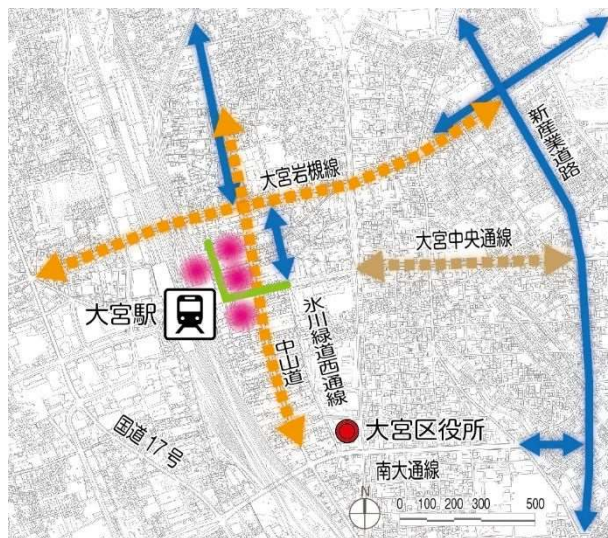 新産業道路
大宮岩槻線
大宮中央通線
大宮駅
氷川緑道西通線
中山道
国道17号
大宮区役所
南大通線
N
0 100 200 300 500